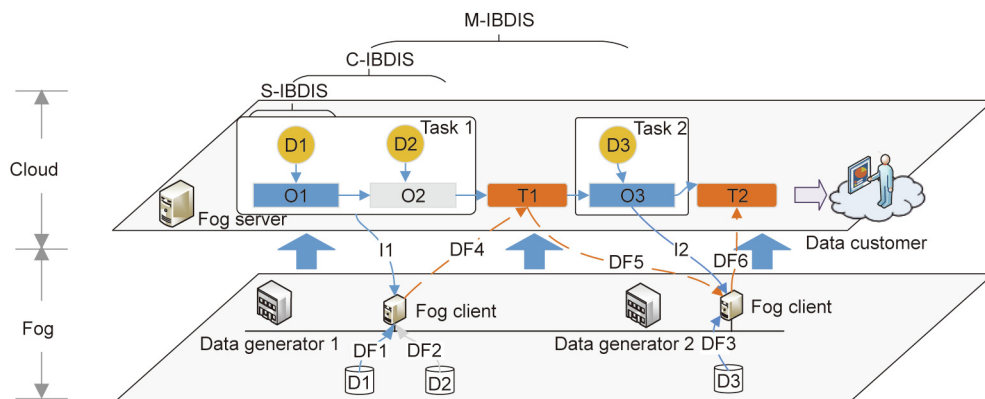 M-IBDIS
C-IBDIS
S-IBDIS
Task 1
Task 2
D1
D2
D3
Cloud
O1
O2
T1
O3
T2
Fog server
Data customer
I1
DF4
DF5
I2
DF6
Fog
Fog client
Fog client
Data generator 1
Data generator 2
DF1
DF2
DF3
D1
D2
D3